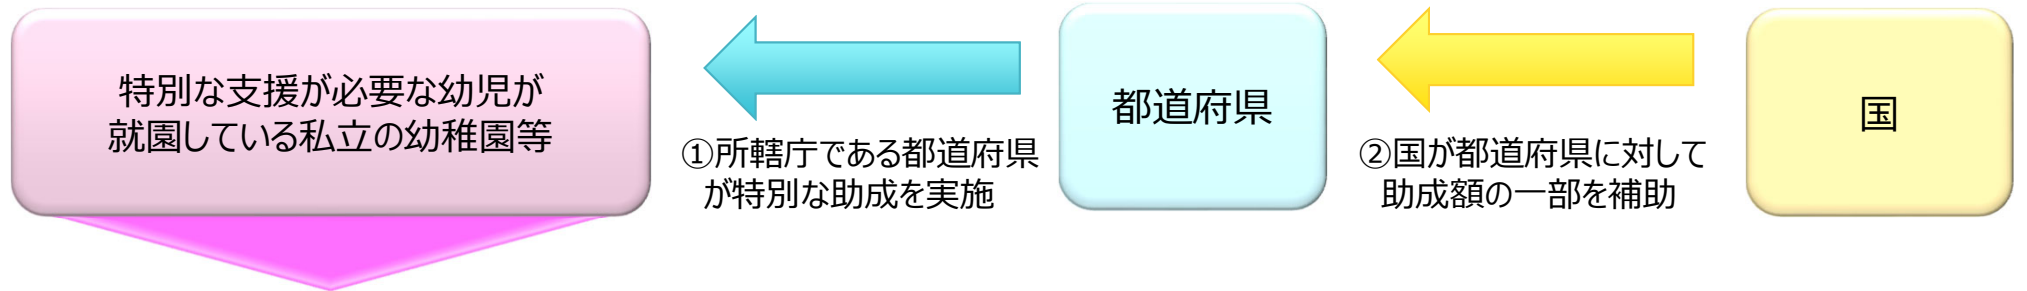 特別な支援が必要な幼児が
就園している私立の幼稚園等
①所轄庁である都道府県
が特別な助成を実施
都道府県
②国が都道府県に対して
助成額の一部を補助
国